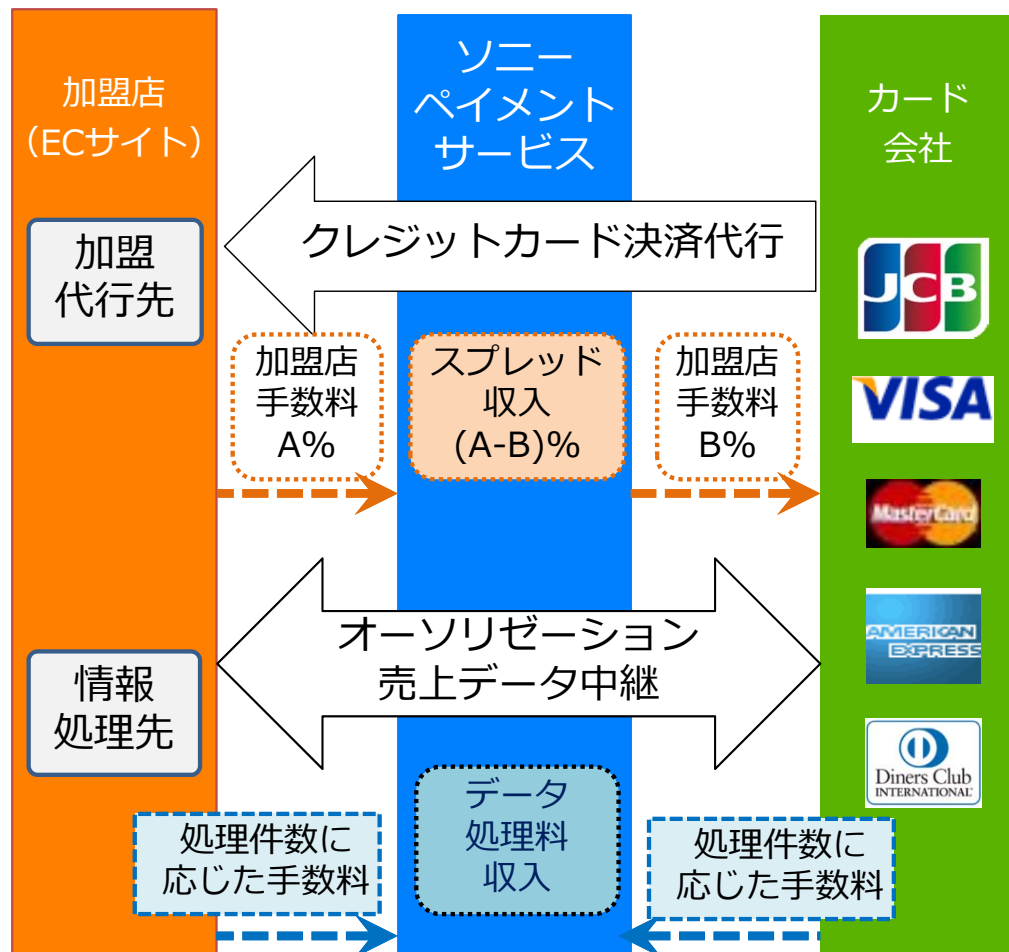 加盟店
（ECサイト）
ソニー
ペイメント
サービス
カード
会社
加盟
代行先
クレジットカード決済代行
JCB
VISA
MasterCard
AMERICAN
EXPRESS
Diners Club
INTERNATIONAL
加盟店
手数料
A%
スプレッド
収入
(A-B)%
加盟店
手数料
B%
情報
処理先
オーソリゼーション
売上データ中継
データ
処理料
収入
処理件数に
応じた手数料
処理件数に
応じた手数料